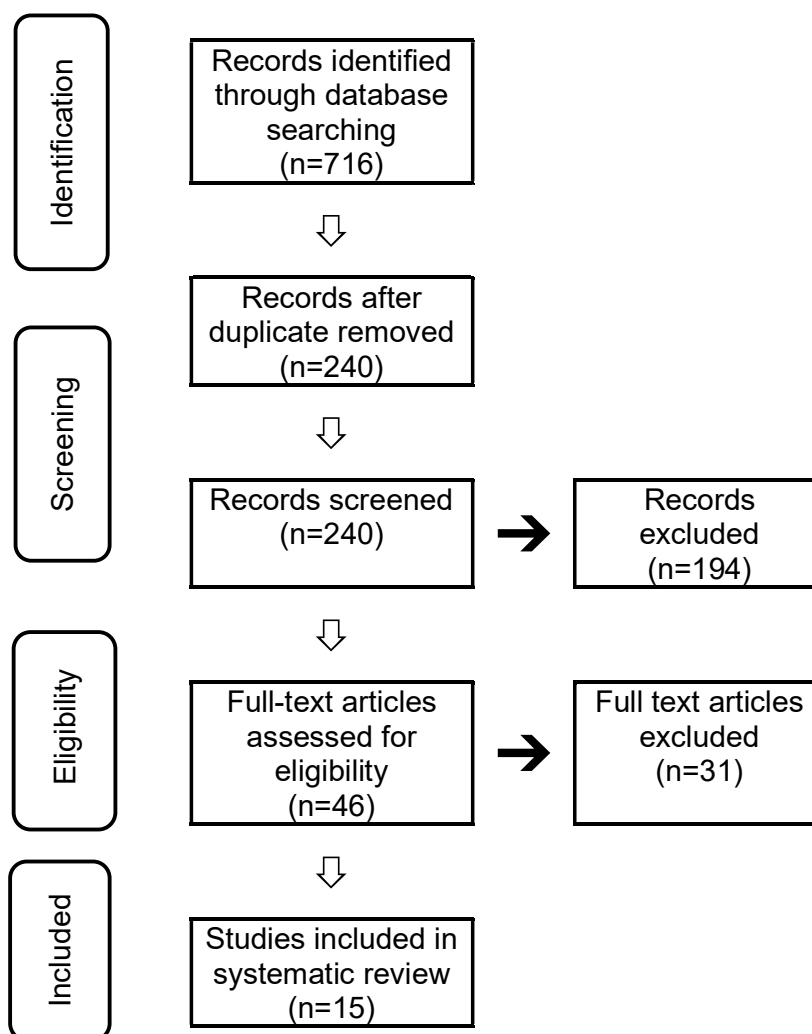 Identification
Records identified
through database
searching
(n=716)
Records after
duplicate removed
(n=240)
Screening
Records screened
(n=240)
Records
excluded
(n=194)
Eligibility
Full-text articles
assessed for
eligibility
(n=46)
Full text articles
excluded
(n=31)
Included
Studies included in
systematic review
(n=15)